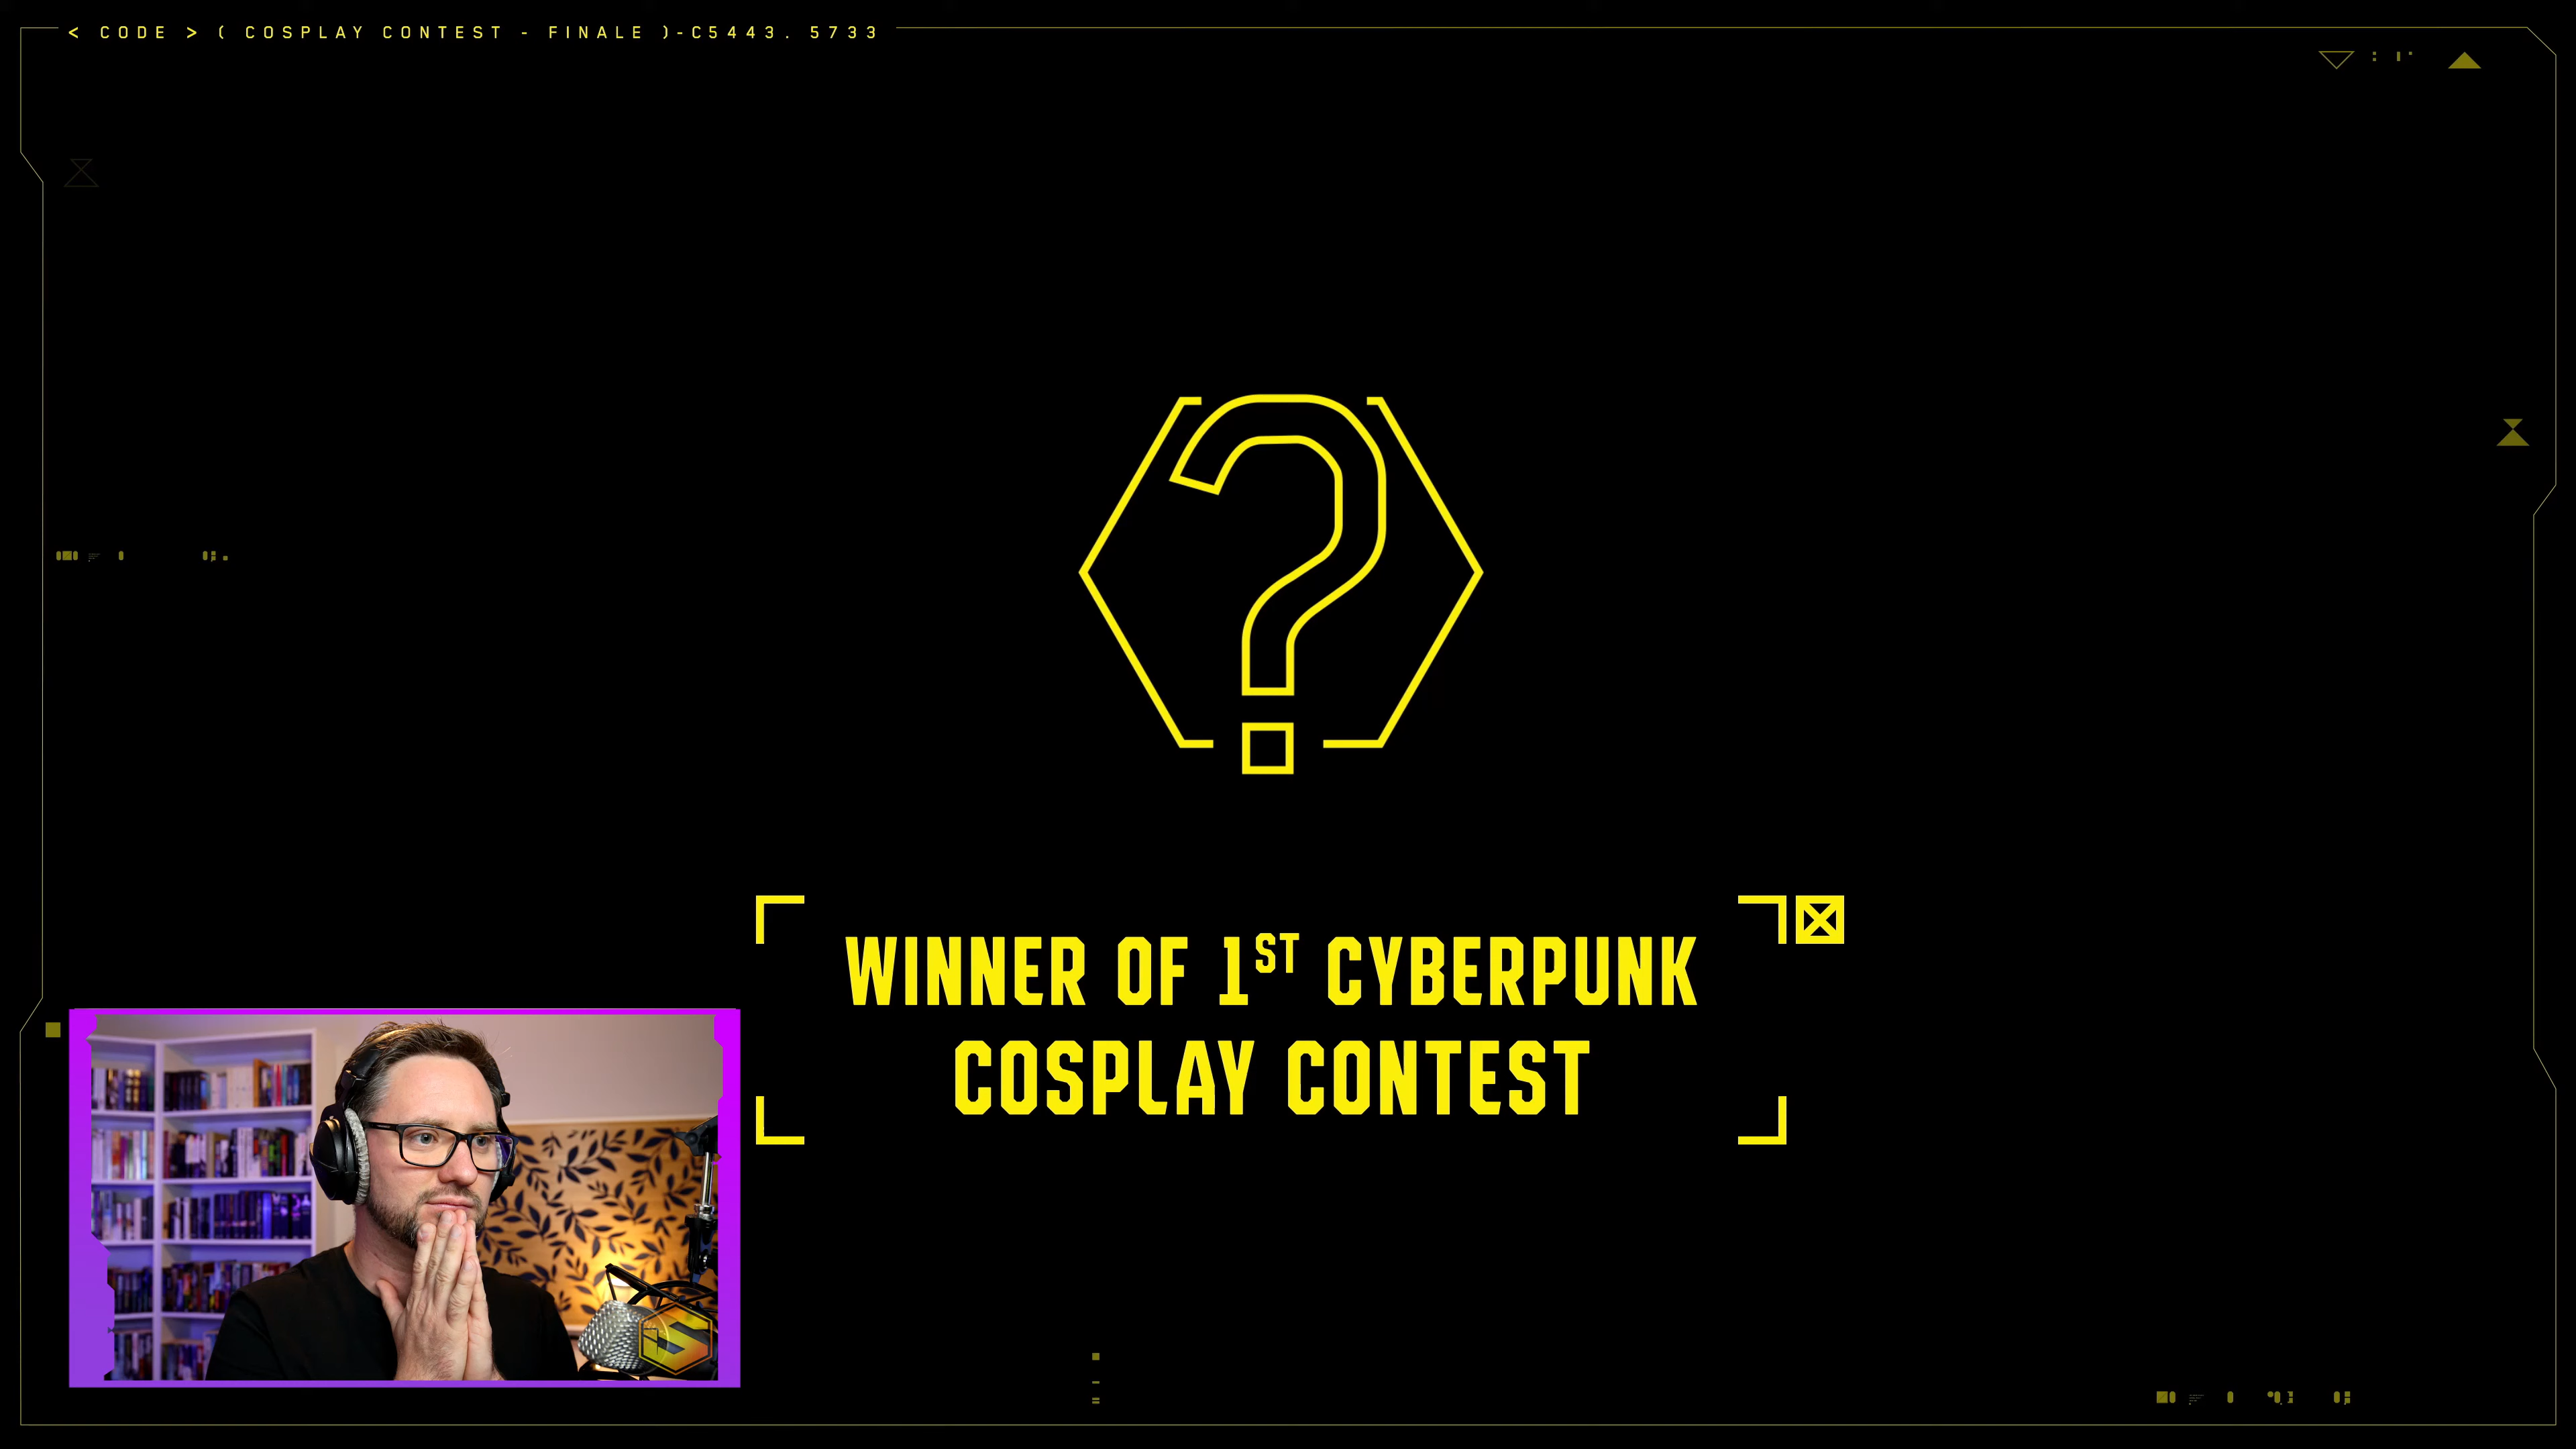 < CODE > ( COSPLAY CONTEST - FINALE )-C5443. 5733
WINNER OF 1ST CYBERPUNK
COSPLAY CONTEST